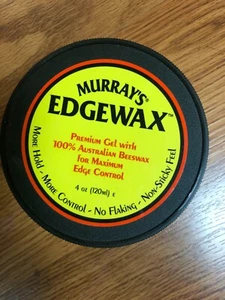 MURRAY'S®
EDGEWAX™
Premium Gel with
100% Australian Beeswax
for Maximum
Edge Control
4 oz (120ml) e
More Hold - More Control - No Flaking - Non-Sticky Feel